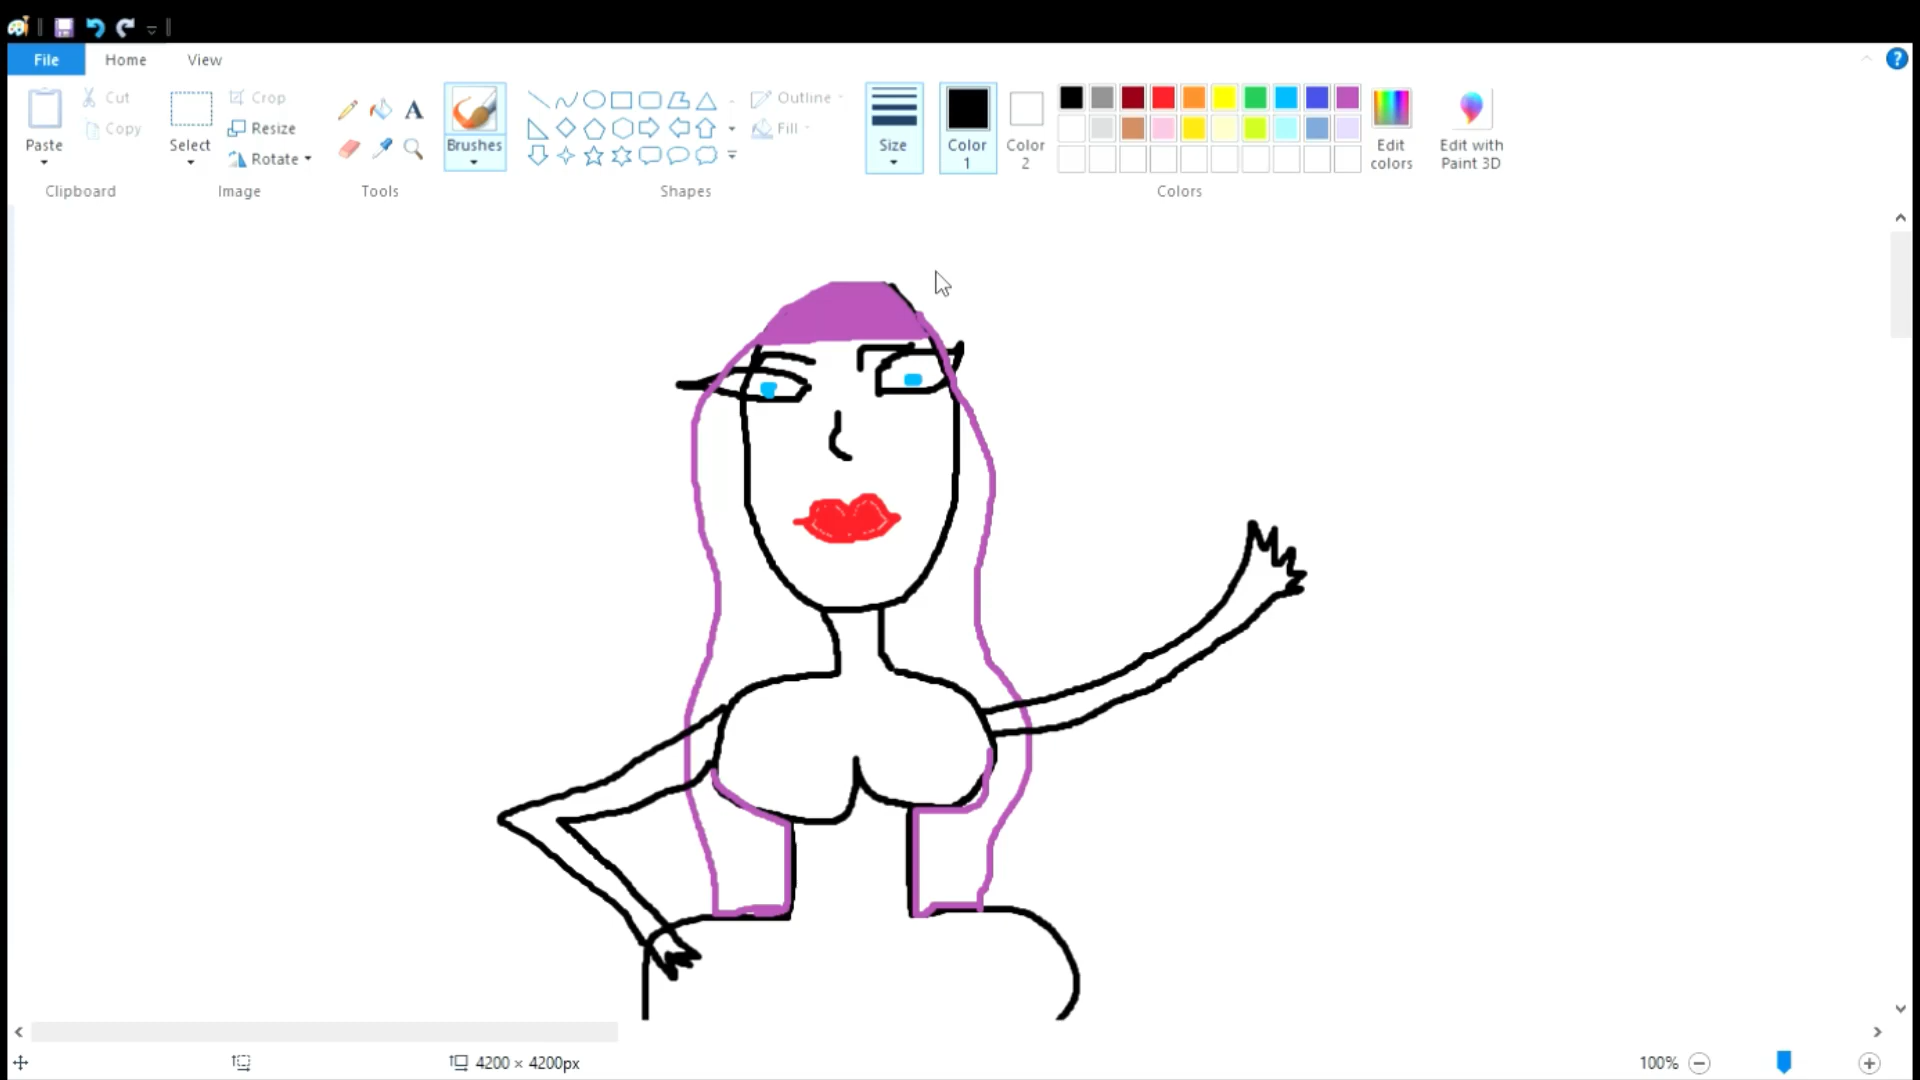 File Home View
Paste
Cut
Copy
Clipboard
Select
Crop
Resize
Rotate
Image
A
Tools
Brushes
Shapes
Outline
Fill
Size
Color
1
Color
2
Colors
Edit
colors
Edit with
Paint 3D
?
4200 × 4200px
100%